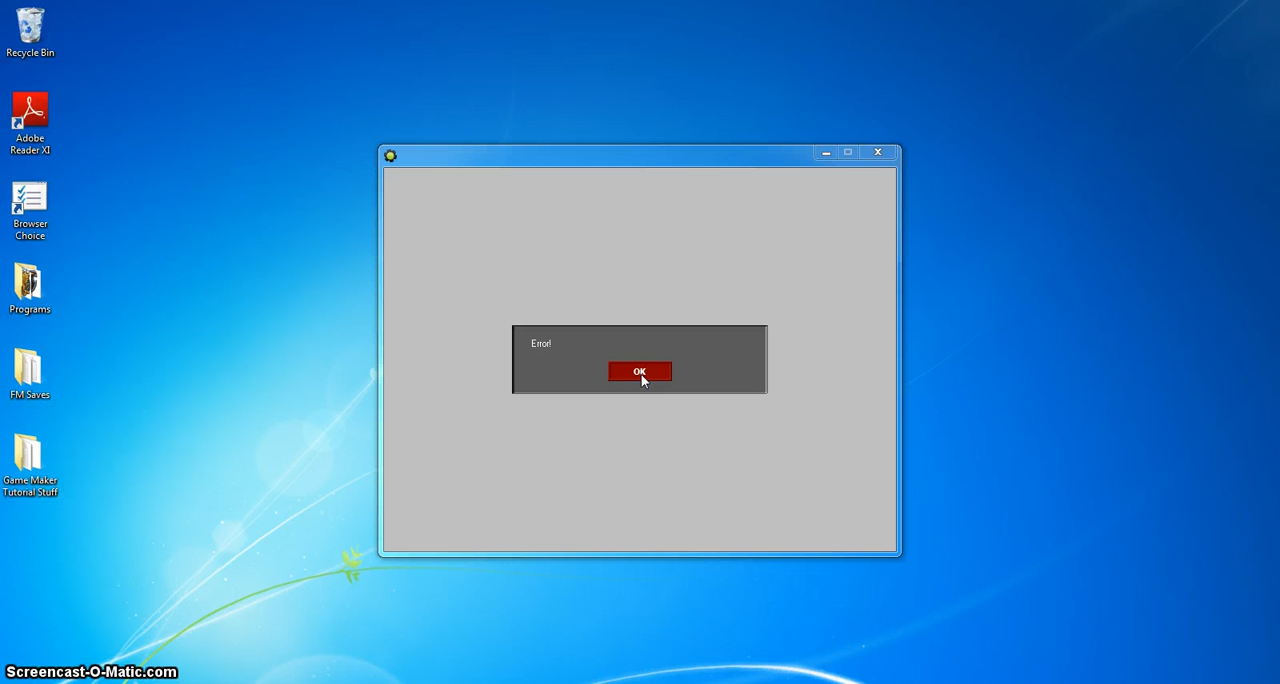 Recycle Bin
Adobe
Reader XI
Browser
Choice
Programs
FM Saves
Game Maker
Tutorial Stuff
Error!
OK
Screencast-O-Matic.com